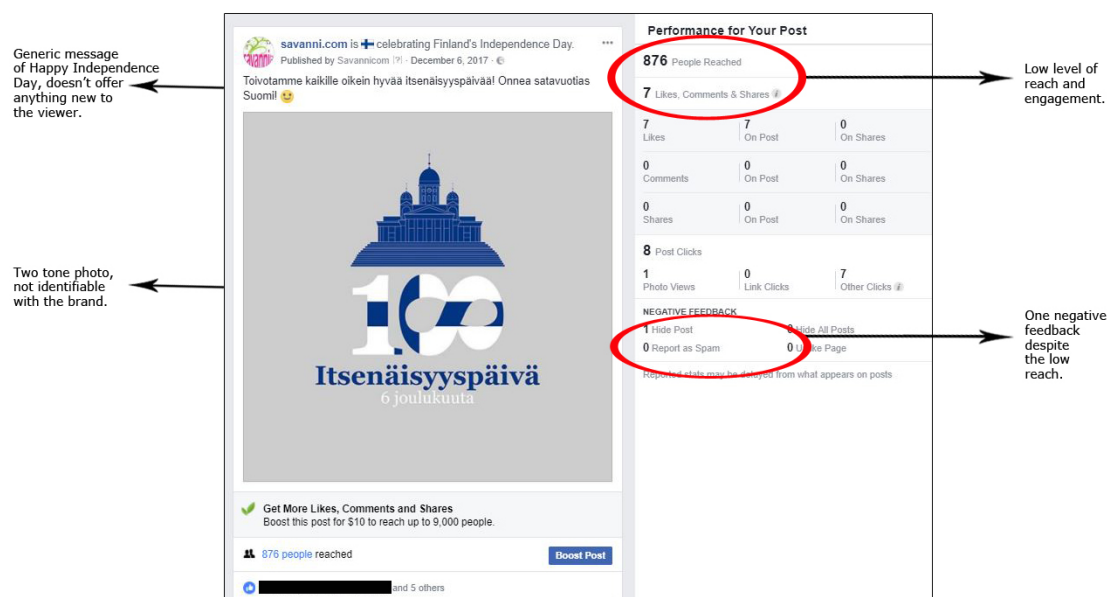 Generic message
of Happy Independence
Day, doesn't offer
anything new to
the viewer.
Two tone photo,
not identifiable
with the brand.
savanni
savanni.com is celebrating Finland's Independence Day.
Published by Savannicom [?] · December 6, 2017 ·
Toivotamme kaikille oikein hyvää itsenäisyyspäivää! Onnea satavuotias
Suomi!
100
Itsenäisyyspäivä
6 joulukuuta
Get More Likes, Comments and Shares
Boost this post for $10 to reach up to 9,000 people.
876 people reached
Boost Post
and 5 others
Performance for Your Post
876 People Reached
7 Likes, Comments & Shares
7 7 0
Likes On Post On Shares
0 0 0
Comments On Post On Shares
0 0 0
Shares On Post On Shares
8 Post Clicks
1 0 7
Photo Views Link Clicks Other Clicks
NEGATIVE FEEDBACK
1 Hide Post 0 Hide All Posts
0 Report as Spam 0 Page
Reported stats may be delayed from what appears on posts
Low level of
reach and
engagement.
One negative
feedback
despite
the low
reach.